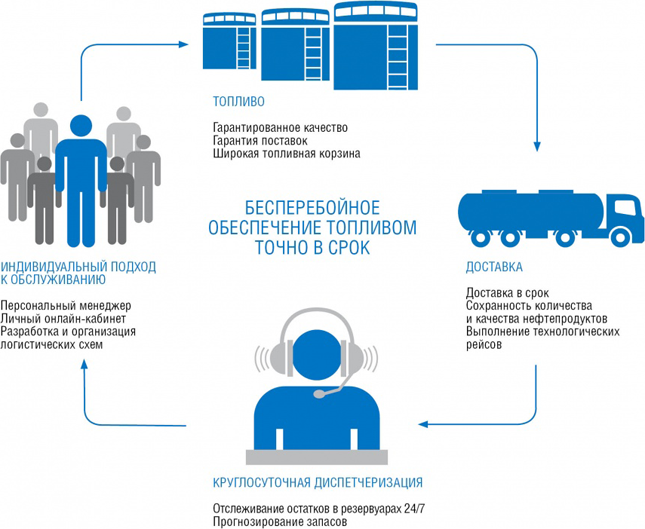 ТОПЛИВО
Гарантированное качество
Гарантия поставок
Широкая топливная корзина
БЕСПЕРЕБОЙНОЕ
ОБЕСПЕЧЕНИЕ ТОПЛИВОМ
ТОЧНО В СРОК
ИНДИВИДУАЛЬНЫЙ ПОДХОД
К ОБСЛУЖИВАНИЮ
Персональный менеджер
Личный онлайн-кабинет
Разработка и организация
логистических схем
ДОСТАВКА
Доставка в срок
Сохранность количества
и качества нефтепродуктов
Выполнение технологических
рейсов
КРУГЛОСУТОЧНАЯ ДИСПЕТЧЕРИЗАЦИЯ
Отслеживание остатков в резервуарах 24/7
Прогнозирование запасов